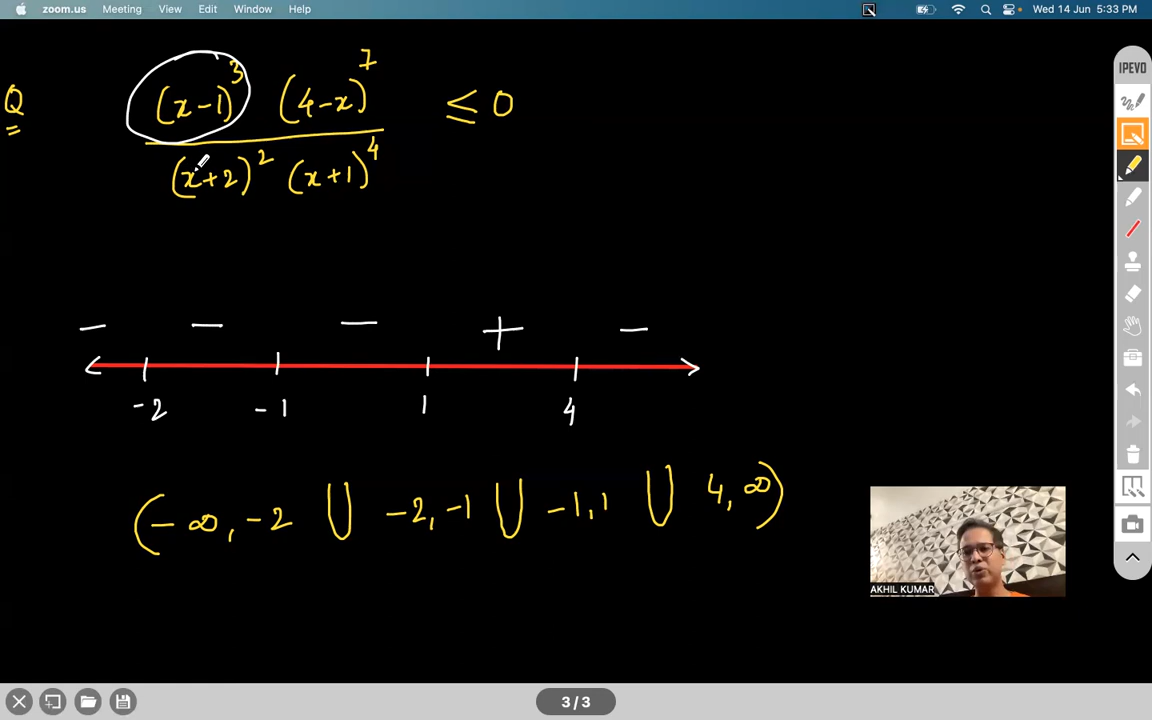 zoom.us Meeting View Edit Window Help Wed 14 Jun 5:33 PM
IPEVO
Q (x-1)³ (4-x)⁷ ≤ 0
(x+2)² (x+1)⁴
- - - + -
-2 -1 1 4
(-∞, -2 ∪ -2, -1 ∪ -1, 1 ∪ 4, ∞)
AKHIL KUMAR
3 / 3